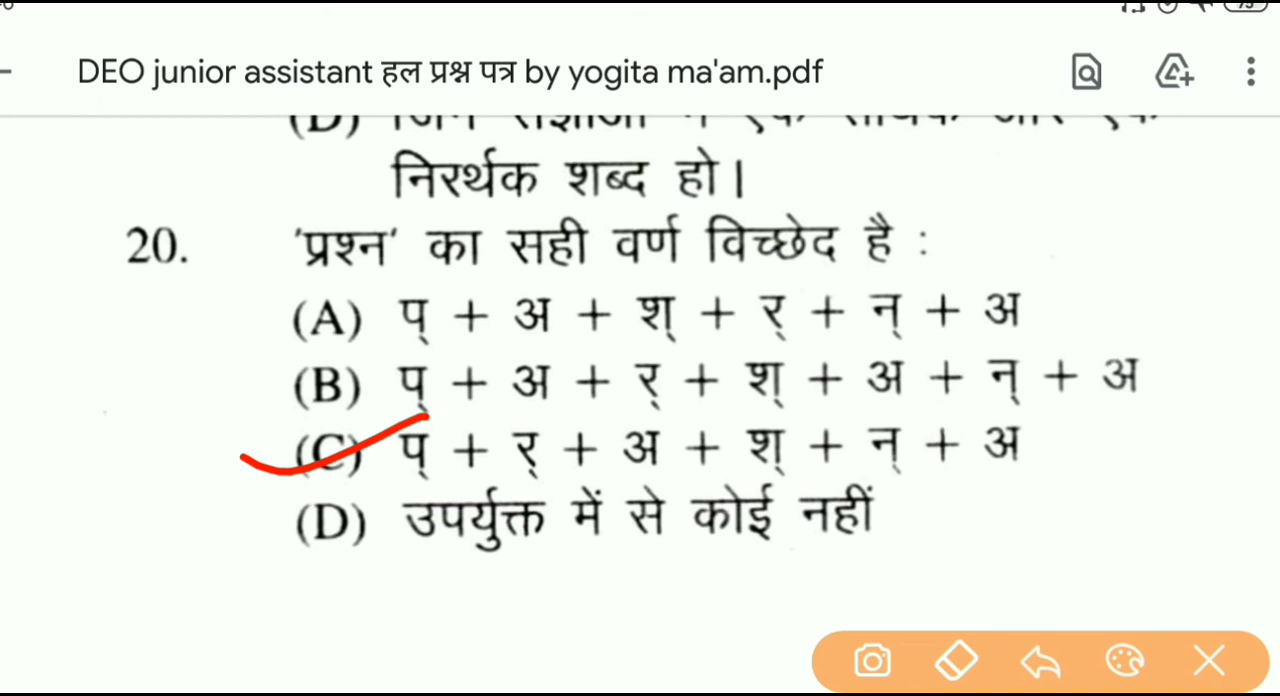 DEO junior assistant हल प्रश्न पत्र by yogita ma'am.pdf
निरर्थक शब्द हो।
20. 'प्रश्न' का सही वर्ण विच्छेद है :
(A) प् + अ + श् + र् + न् + अ
(B) प् + अ + र् + श् + अ + न् + अ
(C) प् + र् + अ + श् + न् + अ
(D) उपर्युक्त में से कोई नहीं